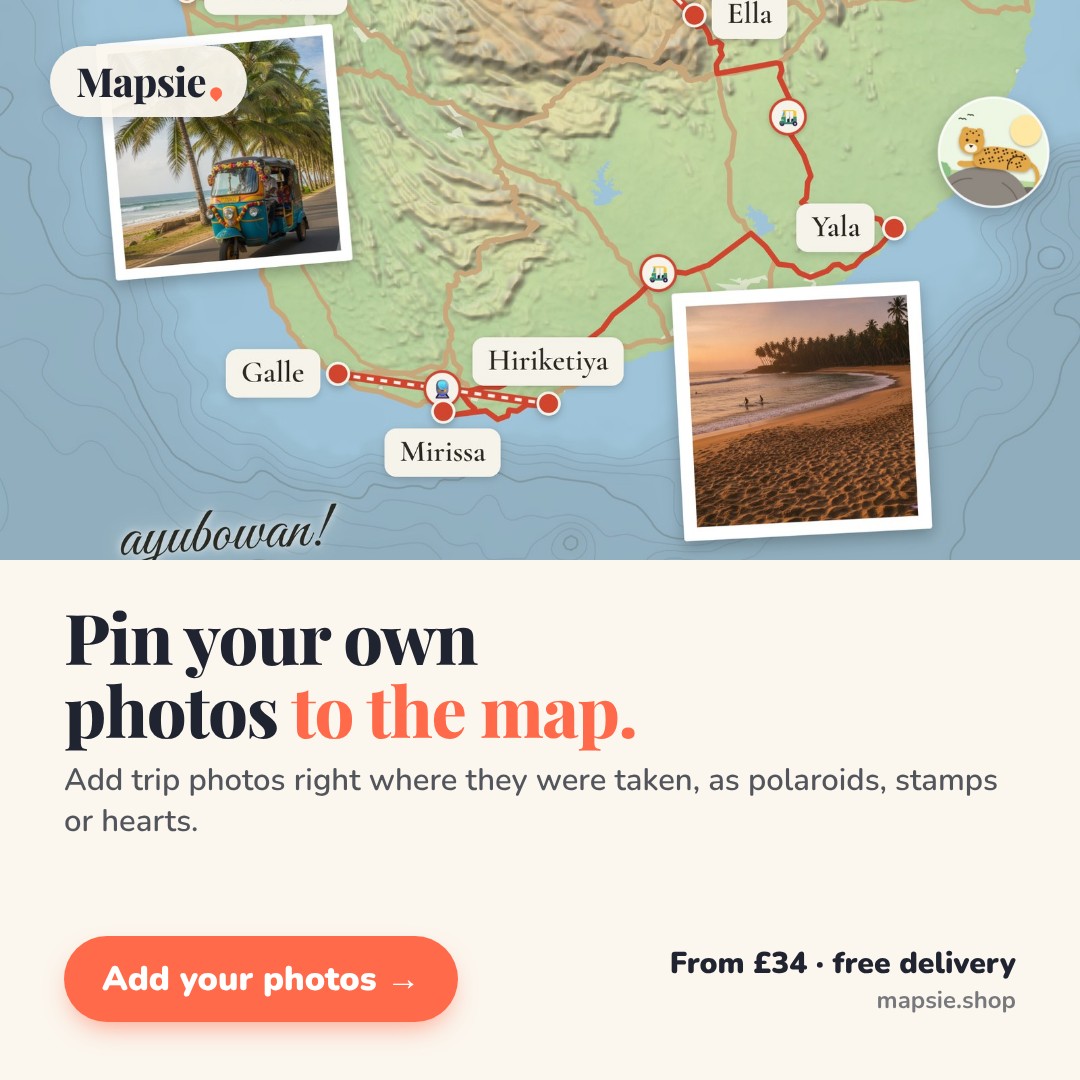 Ella
Mapsie
Yala
Hiriketiya
Galle
Mirissa
ayubowan!
Pin your own
photos to the map.
Add trip photos right where they were taken, as polaroids, stamps
or hearts.
Add your photos →
From £34 · free delivery
mapsie.shop